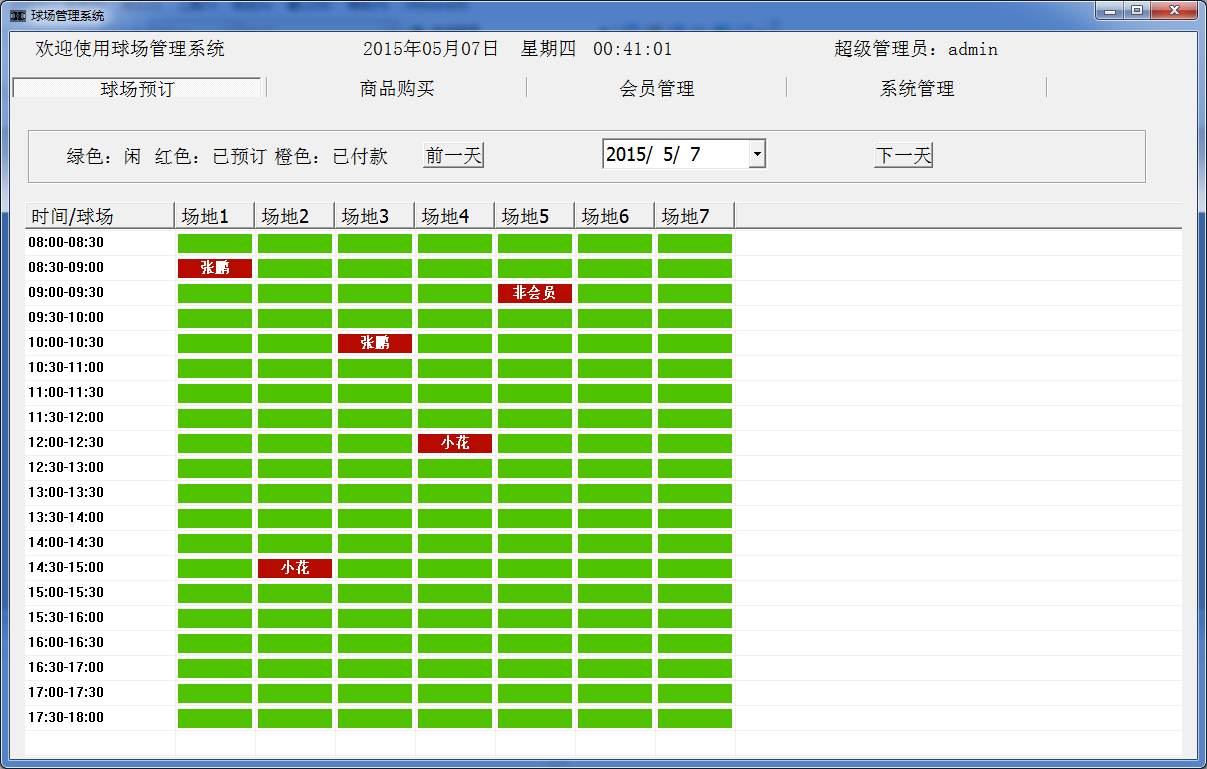 球场管理系统
欢迎使用球场管理系统 2015年05月07日 星期四 00:41:01 超级管理员: admin
球场预订 商品购买 会员管理 系统管理
绿色: 闲 红色: 已预订 橙色: 已付款 前一天 2015/ 5/ 7 下一天
时间/球场 场地1 场地2 场地3 场地4 场地5 场地6 场地7
08:00-08:30
08:30-09:00 张鹏
09:00-09:30 非会员
09:30-10:00
10:00-10:30 张鹏
10:30-11:00
11:00-11:30
11:30-12:00
12:00-12:30 小花
12:30-13:00
13:00-13:30
13:30-14:00
14:00-14:30
14:30-15:00 小花
15:00-15:30
15:30-16:00
16:00-16:30
16:30-17:00
17:00-17:30
17:30-18:00